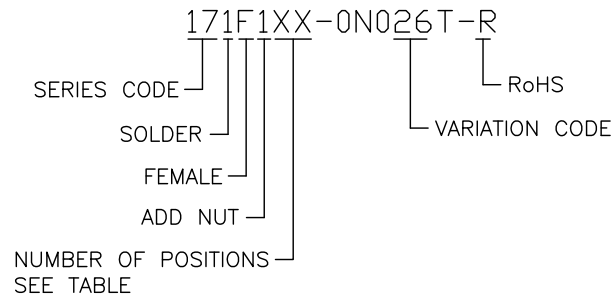 171F1XX-0N026T-R
SERIES CODE
RoHS
SOLDER
VARIATION CODE
FEMALE
ADD NUT
NUMBER OF POSITIONS
SEE TABLE